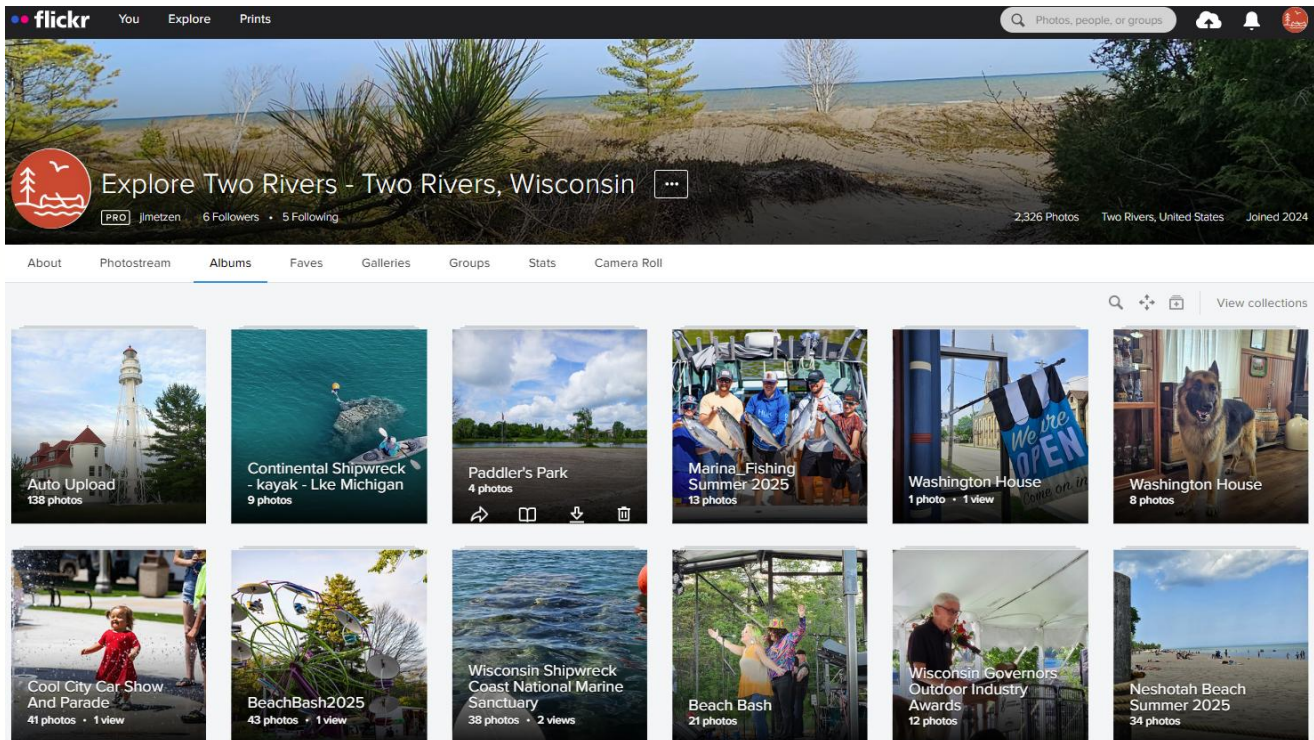 flickr You Explore Prints Photos, people, or groups
Explore Two Rivers - Two Rivers, Wisconsin ...
PRO jlmetzen 6 Followers • 5 Following 2,326 Photos Two Rivers, United States Joined 2024
About Photostream Albums Faves Galleries Groups Stats Camera Roll
View collections
Auto Upload
138 photos
Continental Shipwreck
- kayak - Lke Michigan
9 photos
Paddler's Park
4 photos
Marina_Fishing
Summer 2025
13 photos
We're
OPEN
Come on in
Washington House
1 photo • 1 view
Washington House
8 photos
Cool City Car Show
And Parade
41 photos • 1 view
BeachBash2025
43 photos • 1 view
Wisconsin Shipwreck
Coast National Marine
Sanctuary
38 photos • 2 views
Beach Bash
21 photos
Wisconsin Governors
Outdoor Industry
Awards
12 photos
Neshotah Beach
Summer 2025
34 photos